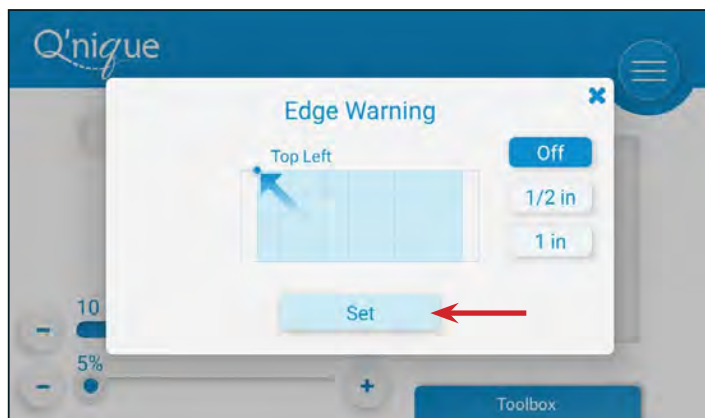 Q'nique
Edge Warning
Top Left
Off
1/2 in
1 in
Set
10
5%
Toolbox